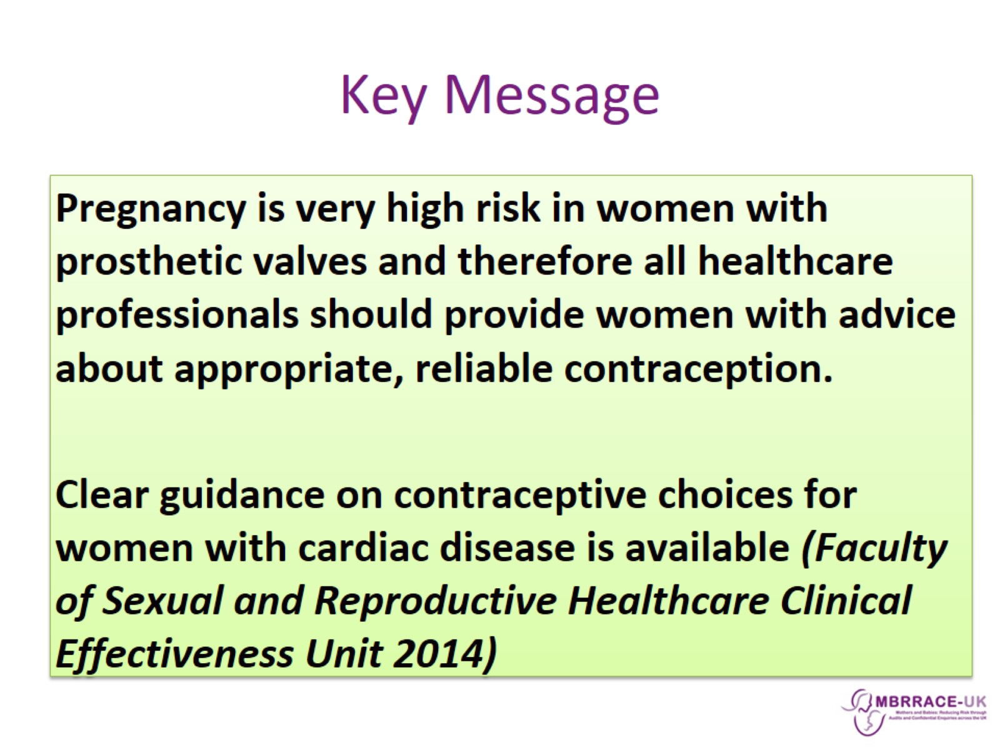 Key Message
Pregnancy is very high risk in women with
prosthetic valves and therefore all healthcare
professionals should provide women with advice
about appropriate, reliable contraception.
Clear guidance on contraceptive choices for
women with cardiac disease is available (Faculty
of Sexual and Reproductive Healthcare Clinical
Effectiveness Unit 2014)
MBRRACE-UK
Mothers and Babies: Reducing Risk through
Audits and Confidential Enquiries across the UK